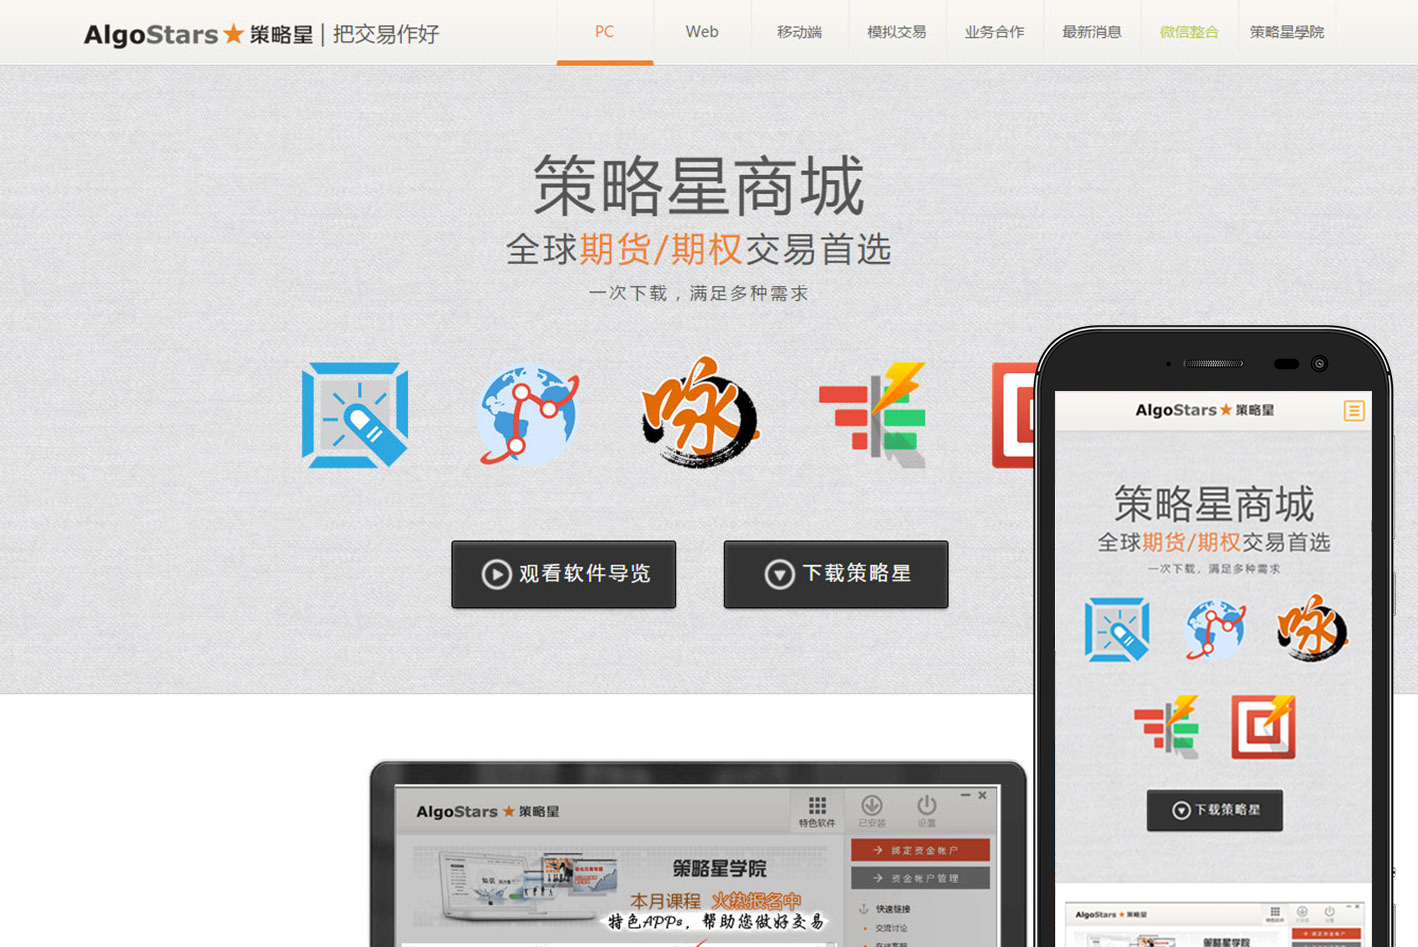 AlgoStars★策略星 | 把交易作好
PC
Web
移动端
模拟交易
业务合作
最新消息
微信整合
策略星學院
策略星商城
全球期货/期权交易首选
一次下载，满足多种需求
咏
观看软件导览
下载策略星
AlgoStars★策略星
特色软件
已安装
设置
绑定资金帐户
资金帐户管理
快速链接
交流讨论
在线客服
策略星学院
本月课程 火热报名中
特色APPs，帮助您做好交易
AlgoStars★策略星
策略星商城
全球期货/期权交易首选
一次下载，满足多种需求
咏
下载策略星
AlgoStars★策略星
策略星学院